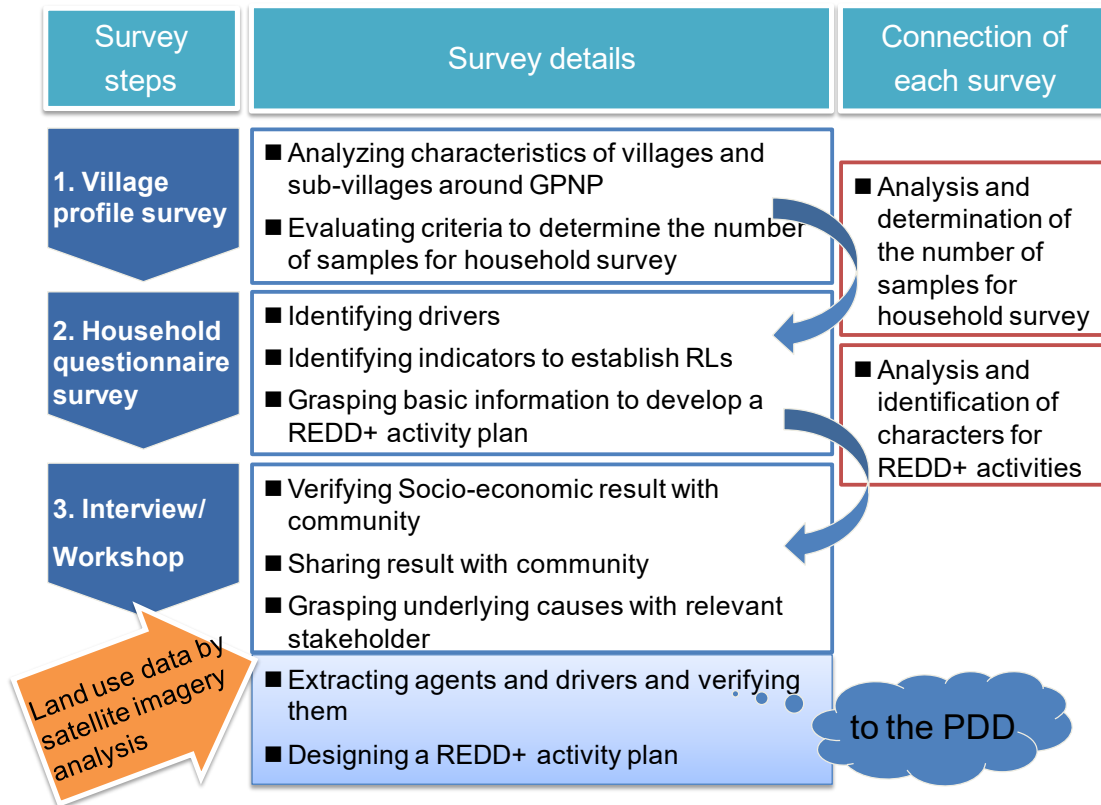 Survey
steps
Survey details
Connection of
each survey
1. Village
profile survey
■ Analyzing characteristics of villages and
sub-villages around GPNP
■ Evaluating criteria to determine the number
of samples for household survey
■ Analysis and
determination of
the number of
samples for
household survey
2. Household
questionnaire
survey
■ Identifying drivers
■ Identifying indicators to establish RLs
■ Grasping basic information to develop a
REDD+ activity plan
■ Analysis and
identification of
characters for
REDD+ activities
3. Interview/
Workshop
■ Verifying Socio-economic result with
community
■ Sharing result with community
■ Grasping underlying causes with relevant
stakeholder
Land use data by
satellite imagery
analysis
■ Extracting agents and drivers and verifying
them
■ Designing a REDD+ activity plan
to the PDD